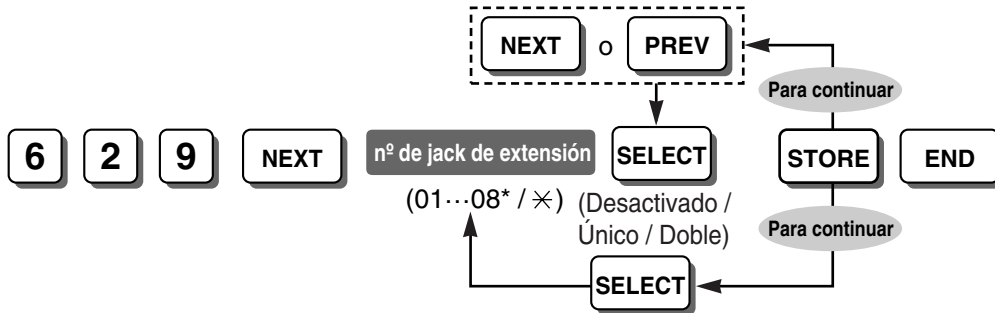 NEXT o PREV
Para continuar
6 2 9 NEXT nº de jack de extensión SELECT STORE END
(01···08* / ✳) (Desactivado /
Único / Doble)
Para continuar
SELECT